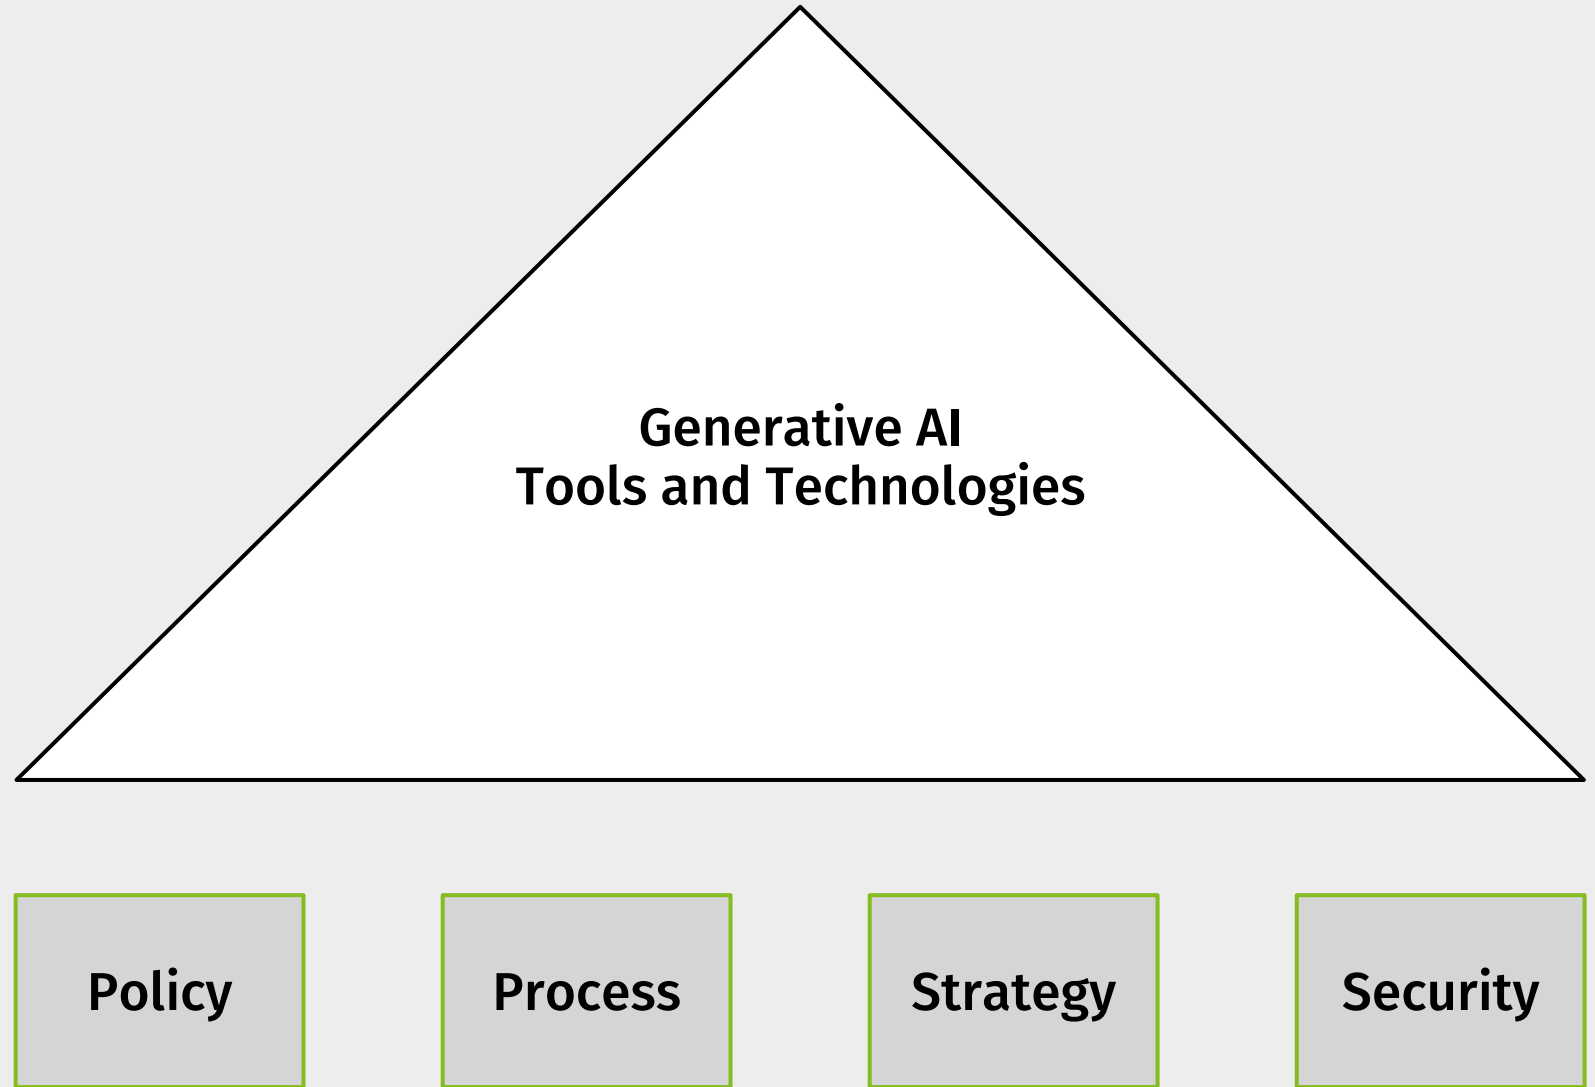 Generative AI
Tools and Technologies
Policy
Process
Strategy
Security